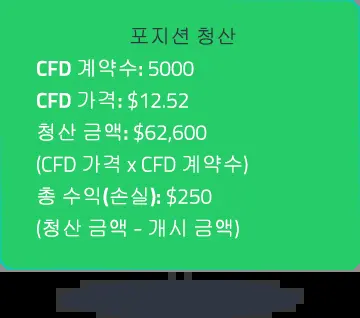 포지션 청산
CFD 계약수: 5000
CFD 가격: $12.52
청산 금액: $62,600
(CFD 가격 x CFD 계약수)
총 수익(손실): $250
(청산 금액 - 개시 금액)